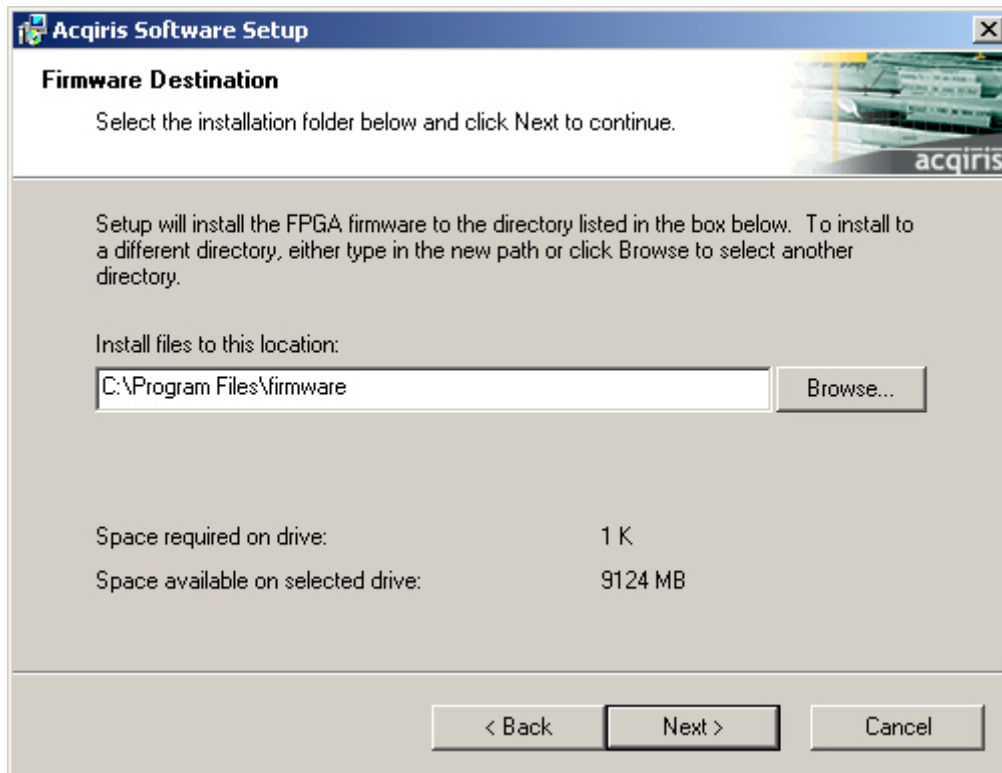 Acqiris Software Setup
Firmware Destination
Select the installation folder below and click Next to continue.
acqiris
Setup will install the FPGA firmware to the directory listed in the box below.  To install to
a different directory, either type in the new path or click Browse to select another
directory.
Install files to this location:
C:\Program Files\firmware
Browse...
Space required on drive: 1 K
Space available on selected drive: 9124 MB
< Back Next > Cancel